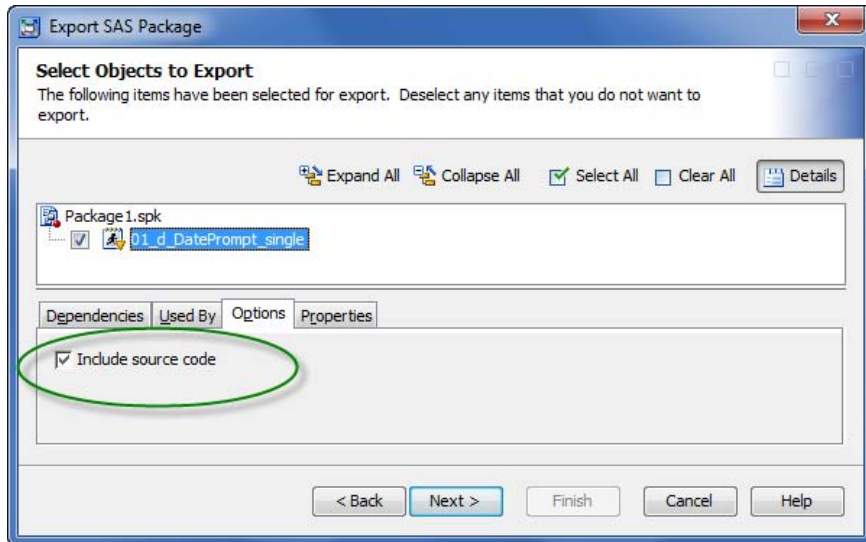 Export SAS Package
Select Objects to Export
The following items have been selected for export. Deselect any items that you do not want to
export.
Expand All Collapse All Select All Clear All Details
Package1.spk
01_d_DatePrompt_single
Dependencies Used By Options Properties
Include source code
< Back Next > Finish Cancel Help